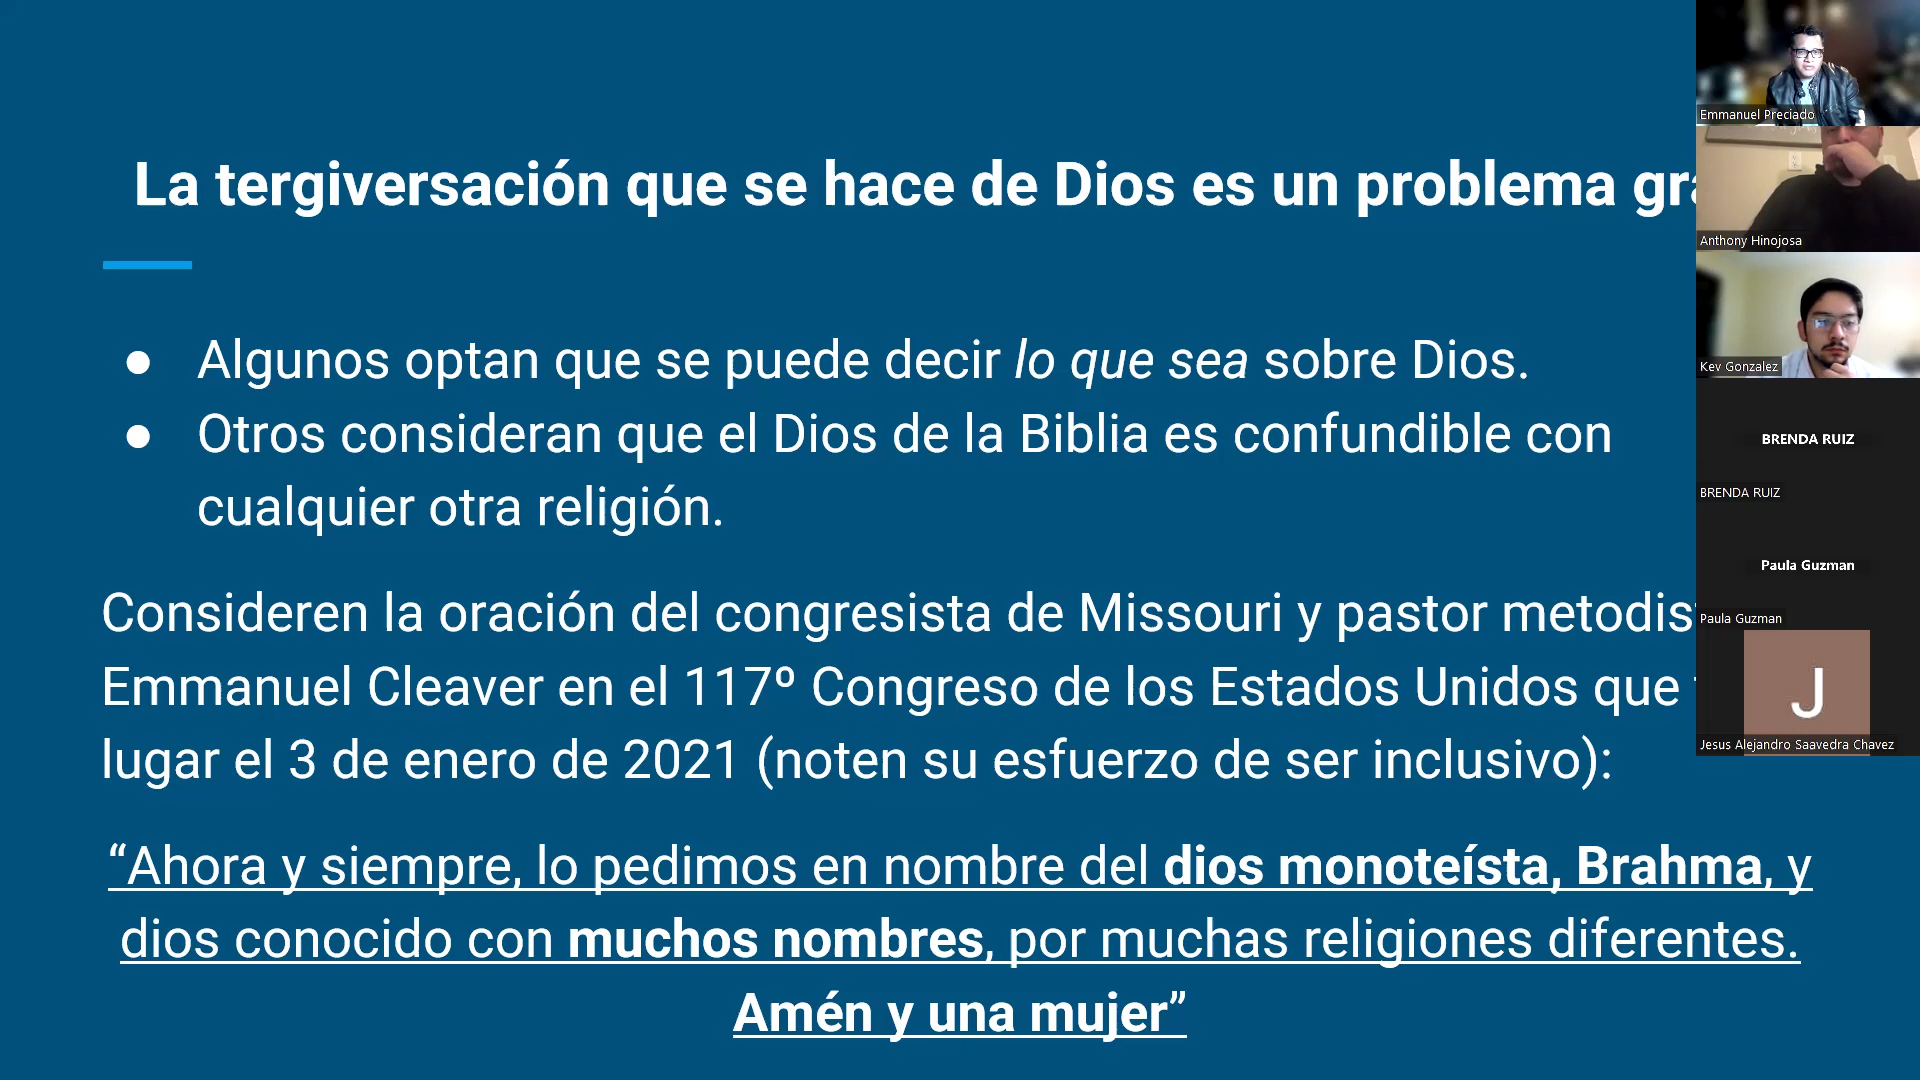 La tergiversación que se hace de Dios es un problema
● Algunos optan que se puede decir lo que sea sobre Dios.
● Otros consideran que el Dios de la Biblia es confundible con
cualquier otra religión.
Consideren la oración del congresista de Missouri y pastor
Emmanuel Cleaver en el 117º Congreso de los Estados Unidos que
lugar el 3 de enero de 2021 (noten su esfuerzo de ser inclusivo):
“Ahora y siempre, lo pedimos en nombre del dios monoteísta, Brahma, y
dios conocido con muchos nombres, por muchas religiones diferentes.
Amén y una mujer”
Emmanuel Preciado
Anthony Hinojosa
Kev Gonzalez
BRENDA RUIZ
BRENDA RUIZ
Paula Guzman
Paula Guzman
J
Jesus Alejandro Saavedra Chavez